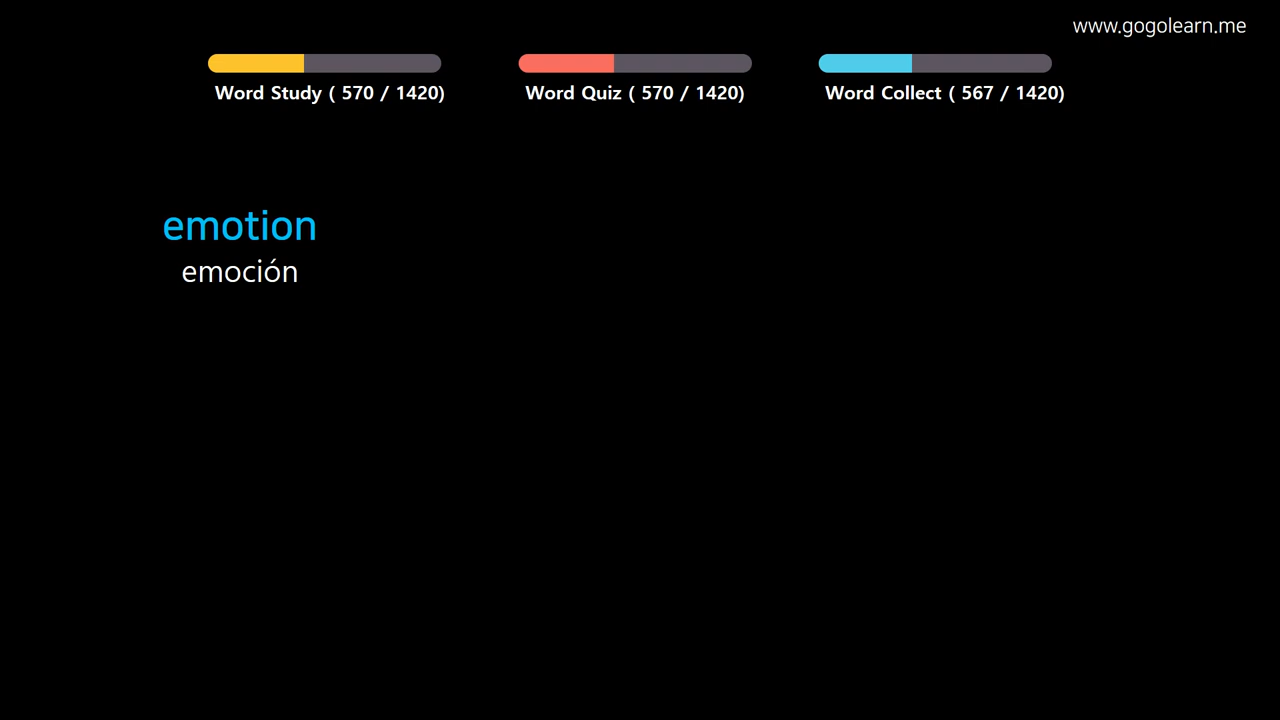 www.gogolearn.me
Word Study ( 570 / 1420)
Word Quiz ( 570 / 1420)
Word Collect ( 567 / 1420)
emotion
emoción